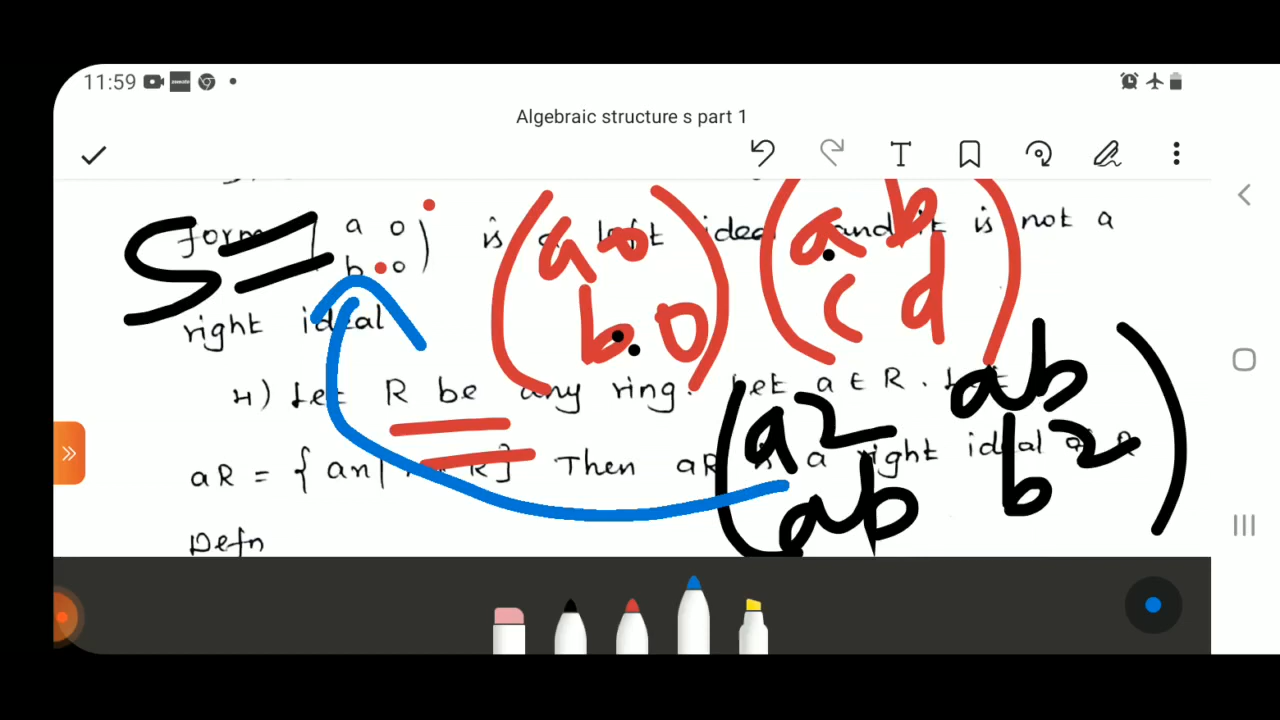 11:59
Algebraic structure s part 1
form ( a 0 is a left ideal and it is not a
b 0 )
S =
( a 0
b 0 )
( a b
c d )
right ideal
4) Let R be any ring. Let a ∈ R. Let
( a2 ab
ab b2 )
aR = { an | R } Then aR is a right ideal of R
Defn